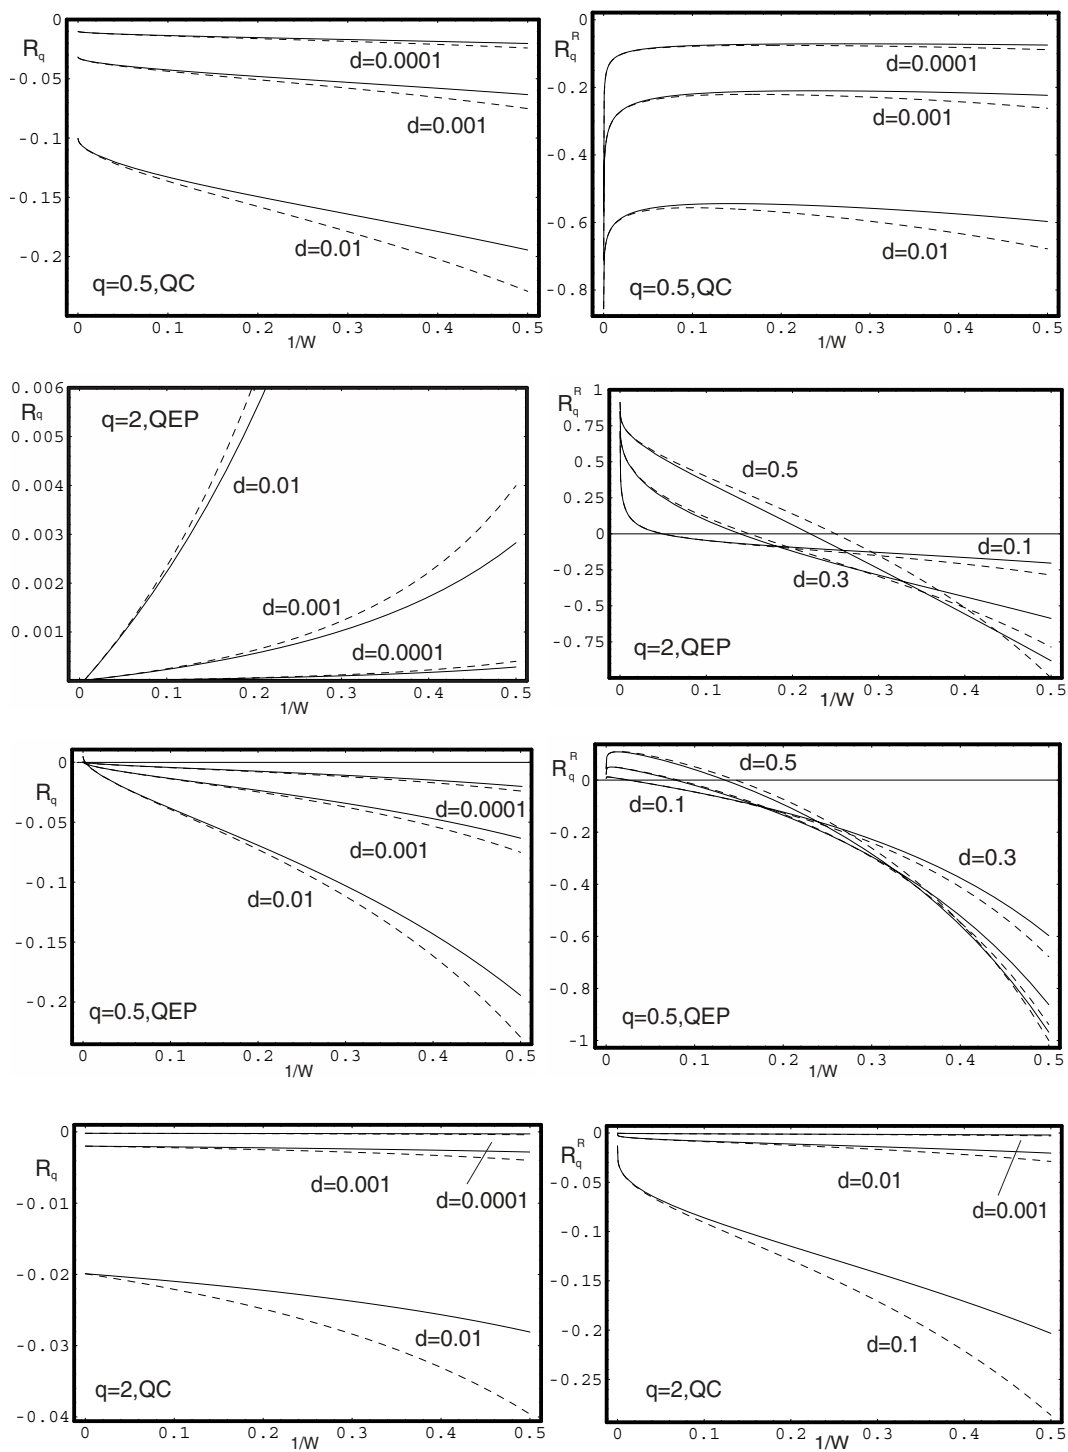 0
R_q
-0.05
-0.1
-0.15
-0.2
d=0.0001
d=0.001
d=0.01
q=0.5,QC
0 0.1 0.2 0.3 0.4 0.5
1/W
0
R_q^R
-0.2
-0.4
-0.6
-0.8
d=0.0001
d=0.001
d=0.01
q=0.5,QC
0 0.1 0.2 0.3 0.4 0.5
1/W
0.006
R_q
0.005
0.004
0.003
0.002
0.001
q=2,QEP
d=0.01
d=0.001
d=0.0001
0 0.1 0.2 0.3 0.4 0.5
1/W
1
R_q^R
0.75
0.5
0.25
0
-0.25
-0.5
-0.75
d=0.5
d=0.1
d=0.3
q=2,QEP
0 0.1 0.2 0.3 0.4 0.5
1/W
0
R_q
-0.05
-0.1
-0.15
-0.2
d=0.0001
d=0.001
d=0.01
q=0.5,QEP
0 0.1 0.2 0.3 0.4 0.5
1/W
R_q^R
0
-0.2
-0.4
-0.6
-0.8
-1
d=0.5
d=0.1
d=0.3
q=0.5,QEP
0 0.1 0.2 0.3 0.4 0.5
1/W
0
R_q
-0.01
-0.02
-0.03
-0.04
d=0.001
d=0.0001
d=0.01
q=2,QC
0 0.1 0.2 0.3 0.4 0.5
1/W
0
R_q^R
-0.05
-0.1
-0.15
-0.2
-0.25
d=0.01
d=0.001
d=0.1
q=2,QC
0 0.1 0.2 0.3 0.4 0.5
1/W